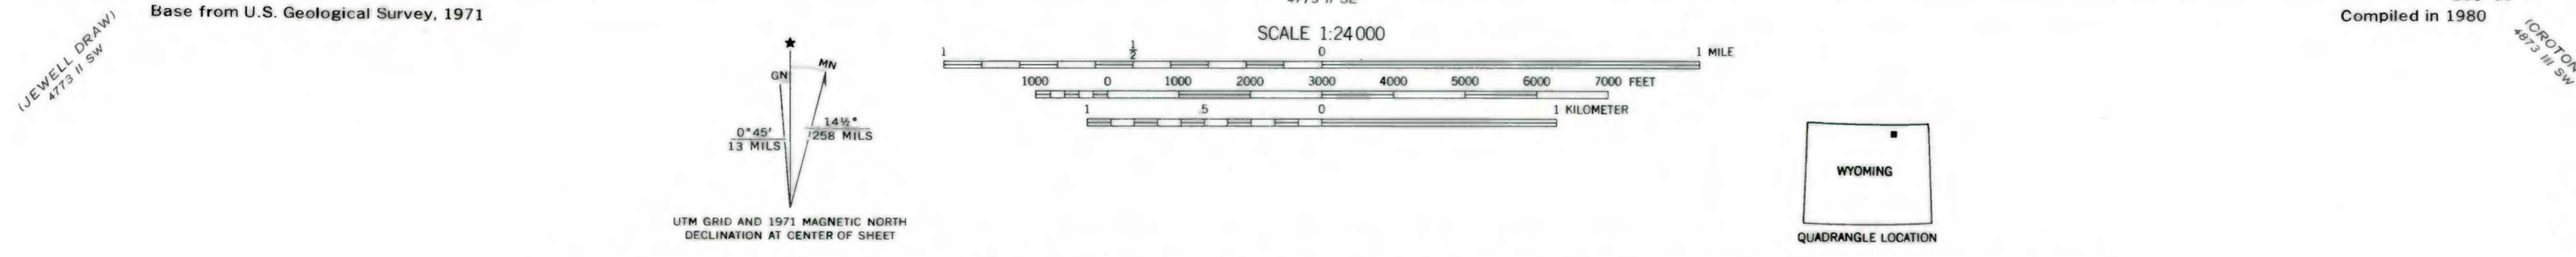 Base from U.S. Geological Survey, 1971
Compiled in 1980
(JEWELL DRAW)
4773 II SW
(CROTON
4873 III SW
SCALE 1:24 000
1 1/2 0 1 MILE
1000 0 1000 2000 3000 4000 5000 6000 7000 FEET
1 .5 0 1 KILOMETER
★
GN MN
0°45'
13 MILS
14½°
258 MILS
UTM GRID AND 1971 MAGNETIC NORTH
DECLINATION AT CENTER OF SHEET
WYOMING
QUADRANGLE LOCATION